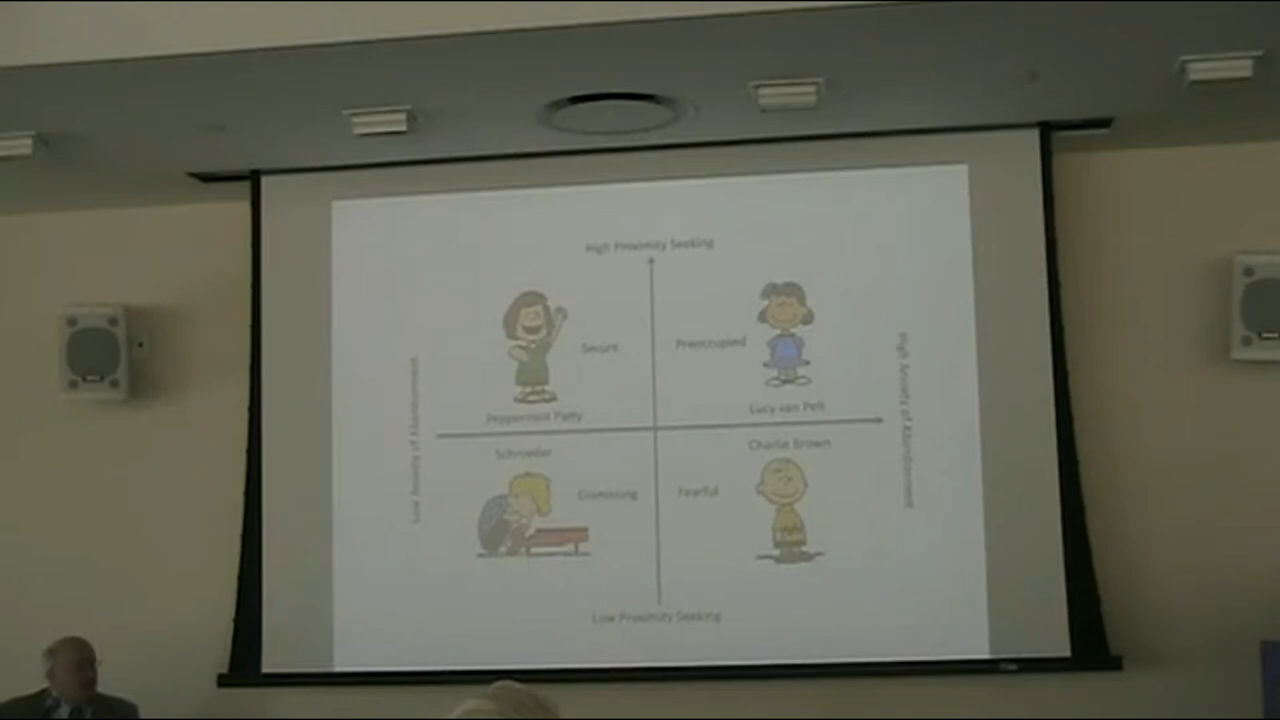 High Proximity Seeking
Secure
Preoccupied
Peppermint Patty
Lucy van Pelt
Low Anxiety of Abandonment
High Anxiety of Abandonment
Schroeder
Charlie Brown
Dismissing
Fearful
Low Proximity Seeking